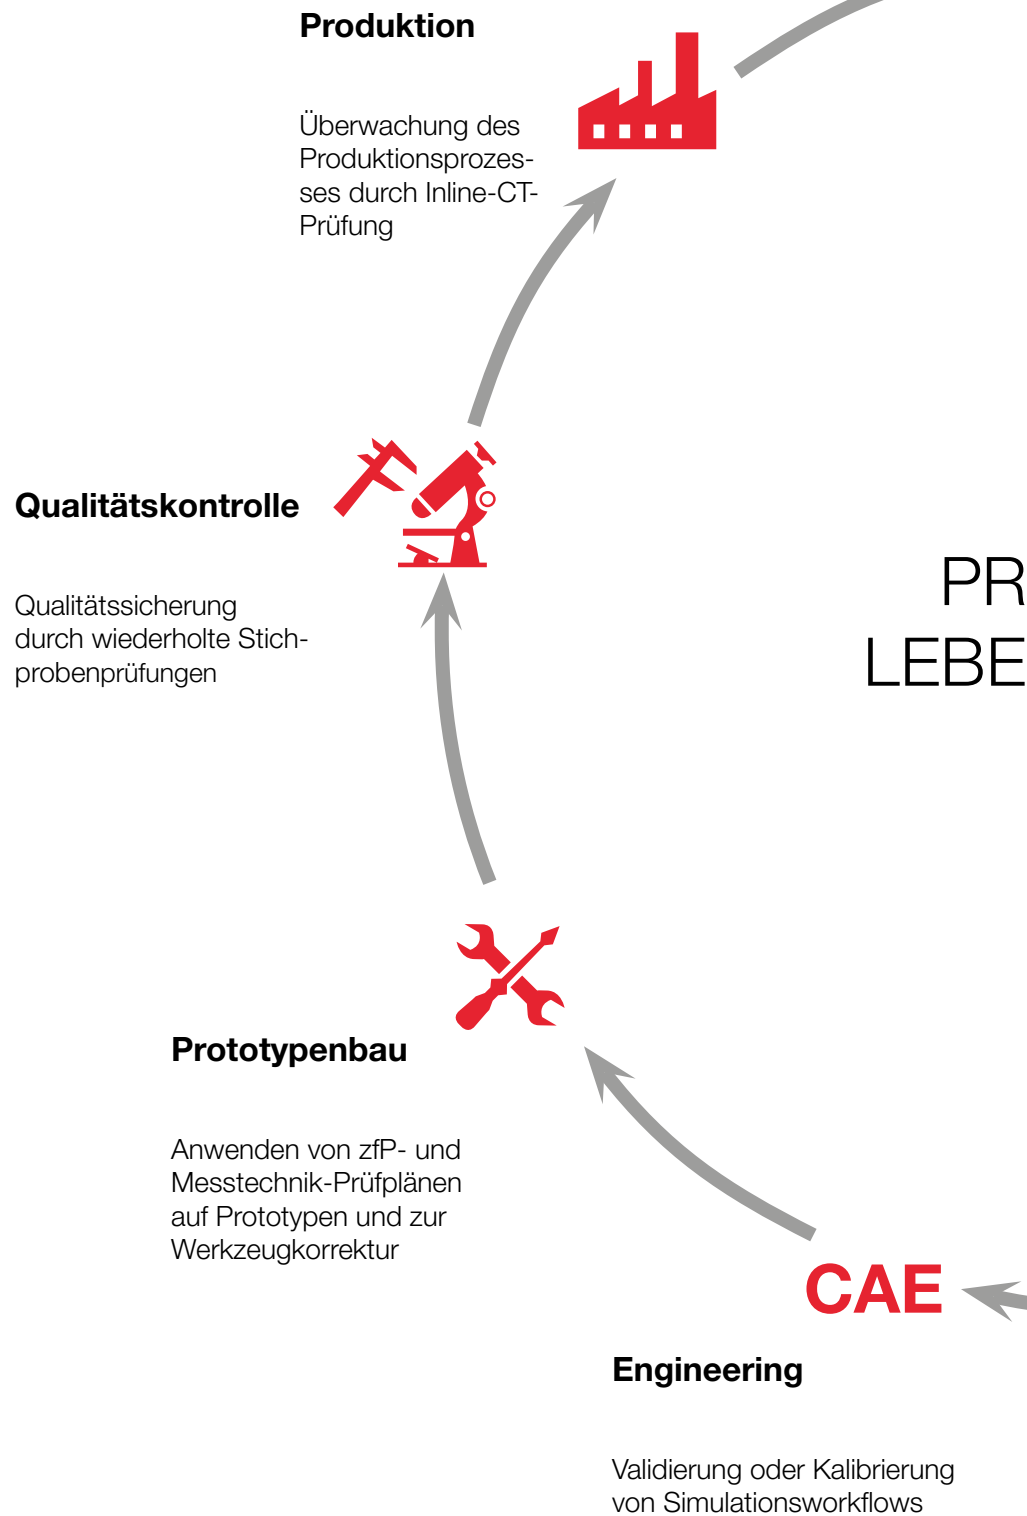 Produktion
Überwachung des
Produktionsprozes-
ses durch Inline-CT-
Prüfung
Qualitätskontrolle
Qualitätssicherung
durch wiederholte Stich-
probenprüfungen
PR
LEBE
Prototypenbau
Anwenden von zfP- und
Messtechnik-Prüfplänen
auf Prototypen und zur
Werkzeugkorrektur
CAE
Engineering
Validierung oder Kalibrierung
von Simulationsworkflows